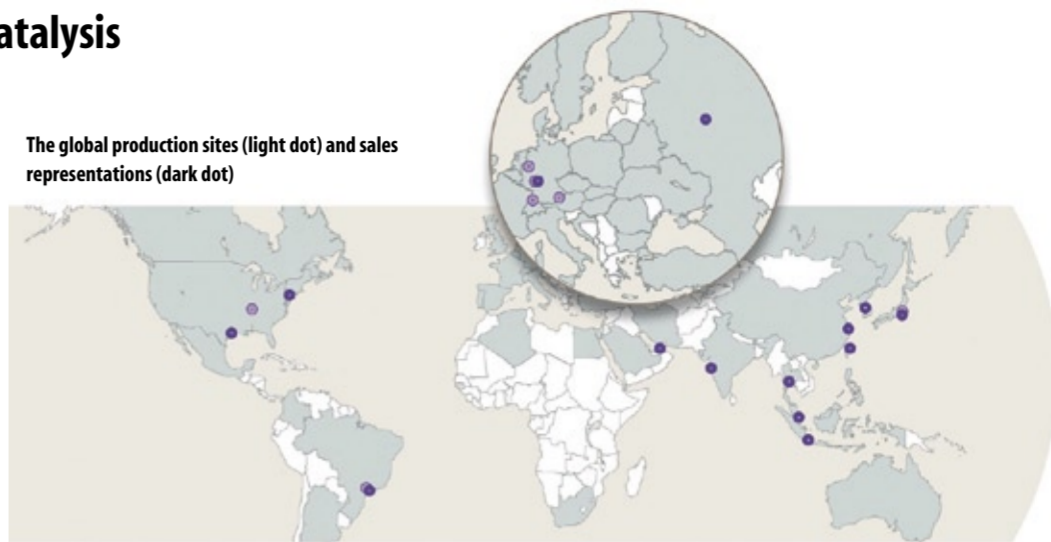 atalysis
The global production sites (light dot) and sales
representations (dark dot)